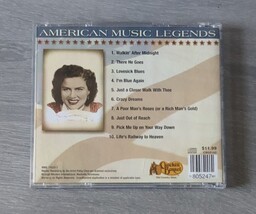 AMERICAN MUSIC LEGENDS
1. Walkin' After Midnight
2. There He Goes
3. Lovesick Blues
4. I'm Blue Again
5. Just a Closer Walk With Thee
6. Crazy Dreams
7. A Poor Man's Roses (or a Rich Man's Gold)
8. Just Out of Reach
9. Pick Me Up on Your Way Down
10. Life's Railway to Heaven
Cracker Barrel
$11.99